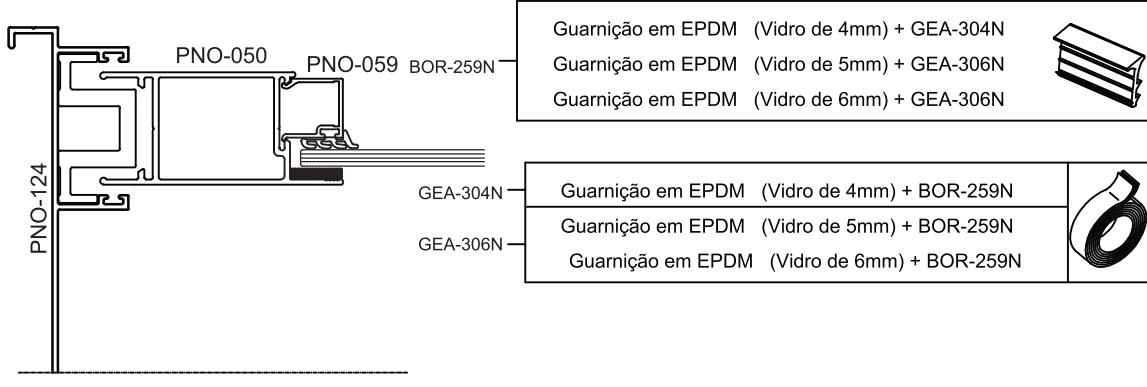 PNO-050
PNO-059
PNO-124
BOR-259N
Guarnição em EPDM (Vidro de 4mm) + GEA-304N
Guarnição em EPDM (Vidro de 5mm) + GEA-306N
Guarnição em EPDM (Vidro de 6mm) + GEA-306N
GEA-304N
Guarnição em EPDM (Vidro de 4mm) + BOR-259N
GEA-306N
Guarnição em EPDM (Vidro de 5mm) + BOR-259N
Guarnição em EPDM (Vidro de 6mm) + BOR-259N